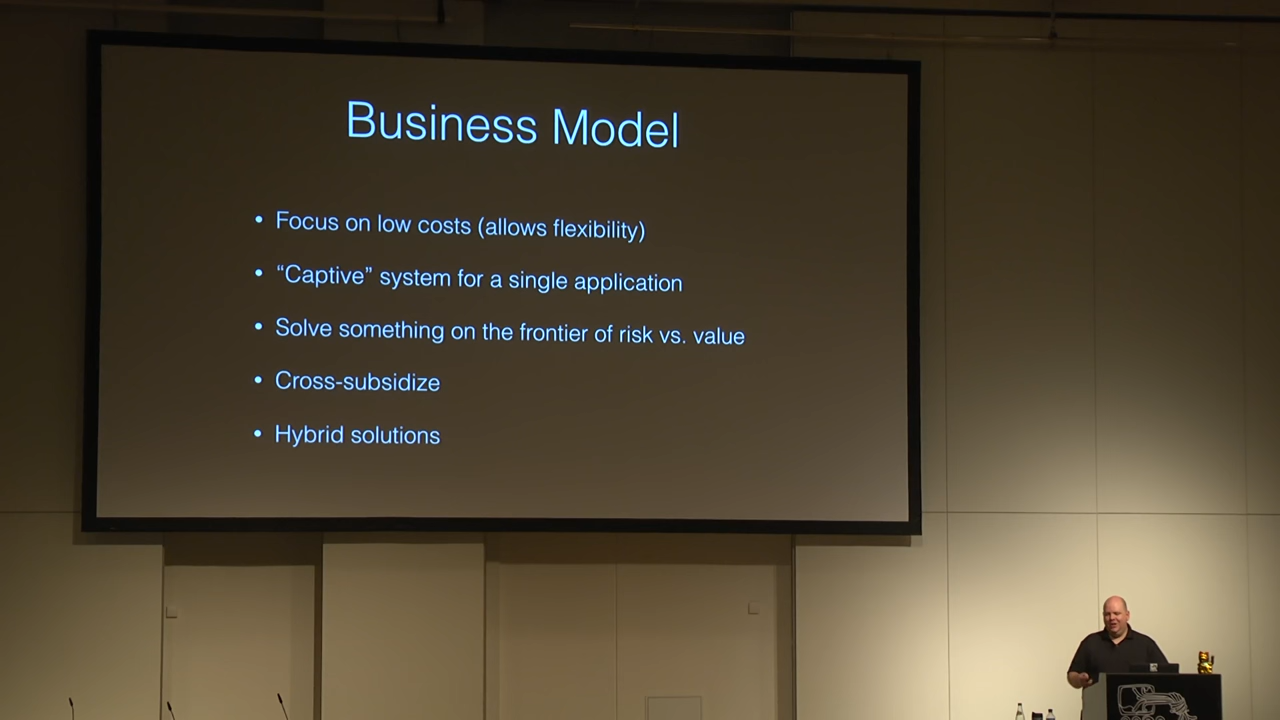 Business Model
• Focus on low costs (allows flexibility)
• “Captive” system for a single application
• Solve something on the frontier of risk vs. value
• Cross-subsidize
• Hybrid solutions